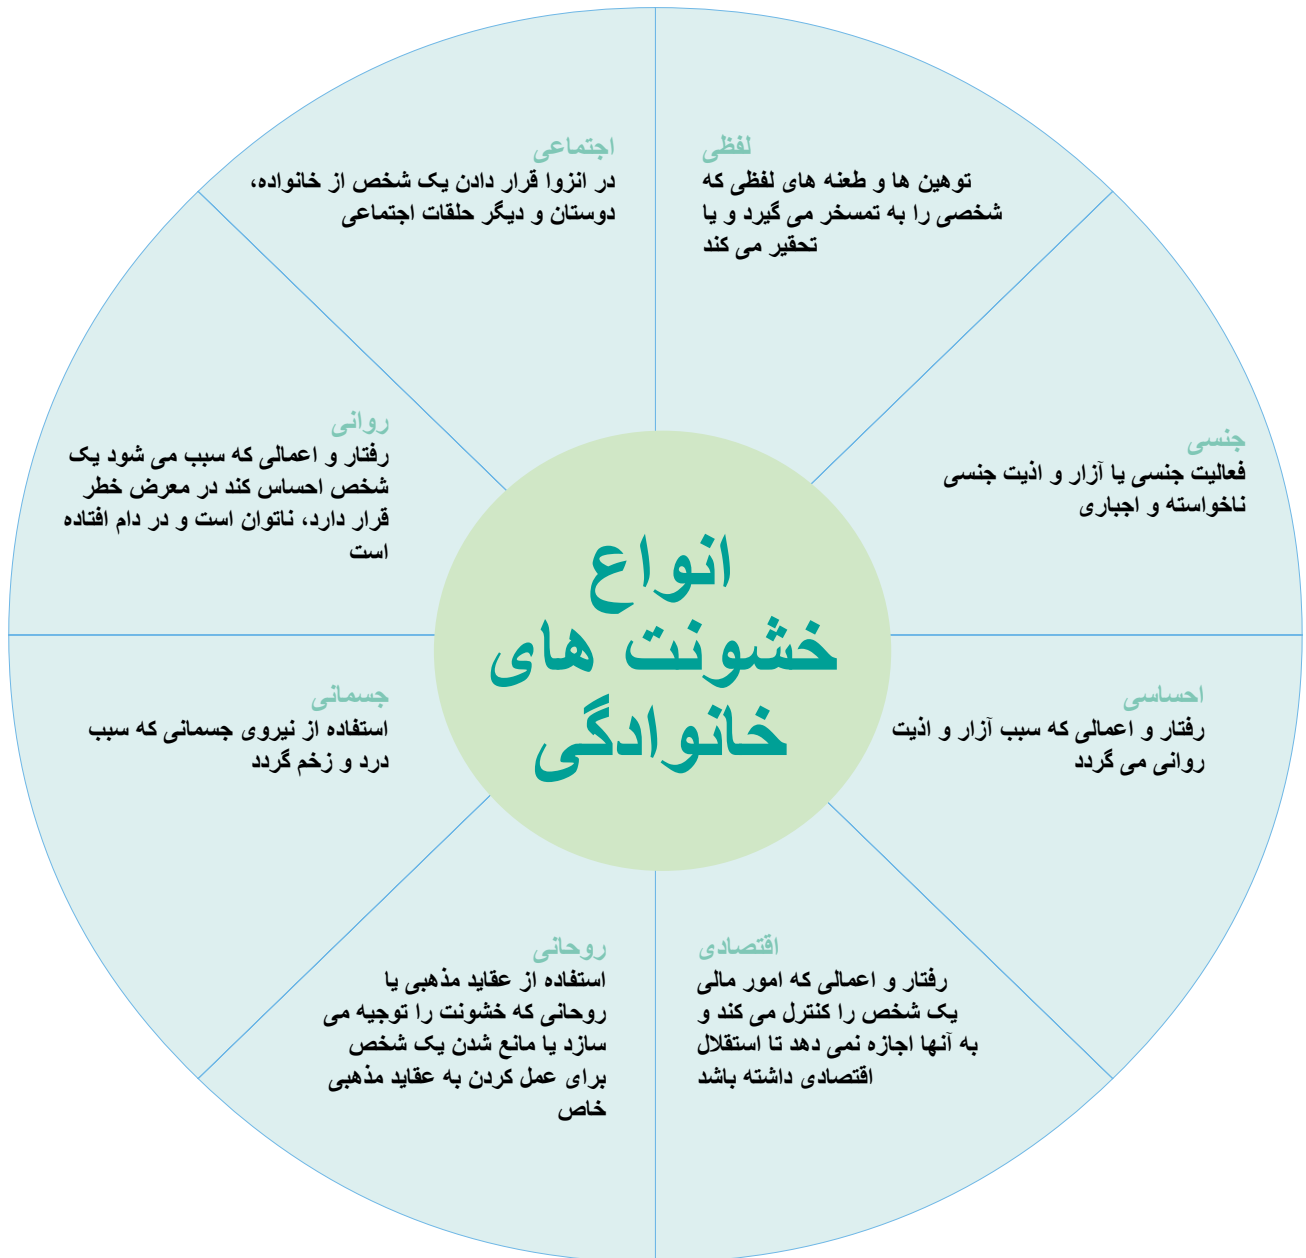 انواع
خشونت های
خانوادگی
لفظی
توهین ها و طعنه های لفظی که
شخصی را به تمسخر می گیرد و یا
تحقیر می کند
جنسی
فعالیت جنسی یا آزار و اذیت جنسی
ناخواسته و اجباری
احساسی
رفتار و اعمالی که سبب آزار و اذیت
روانی می گردد
اقتصادی
رفتار و اعمالی که امور مالی
یک شخص را کنترل می کند و
به آنها اجازه نمی دهد تا استقلال
اقتصادی داشته باشد
روحانی
استفاده از عقاید مذهبی یا
روحانی که خشونت را توجیه می
سازد یا مانع شدن یک شخص
برای عمل کردن به عقاید مذهبی
خاص
جسمانی
استفاده از نیروی جسمانی که سبب
درد و زخم گردد
روانی
رفتار و اعمالی که سبب می شود یک
شخص احساس کند در معرض خطر
قرار دارد، ناتوان است و در دام افتاده
است
اجتماعی
در انزوا قرار دادن یک شخص از خانواده،
دوستان و دیگر حلقات اجتماعی